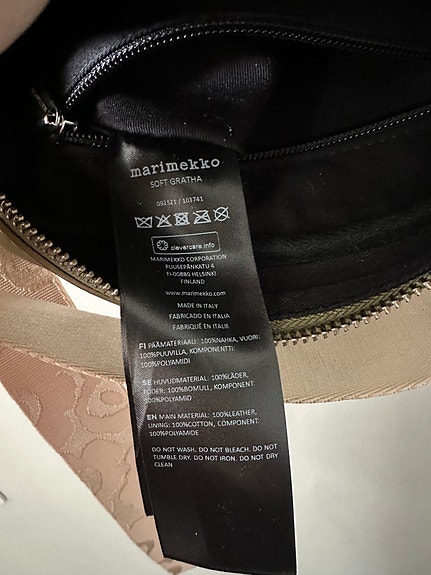 marimekko
SOFT GRATHA
092521 / 103741
clevercare.info
MARIMEKKO CORPORATION
PUUSEPÄNKATU 4
FI-00880 HELSINKI
FINLAND
www.marimekko.com
MADE IN ITALY
FABRICADO EN ITALIA
FABRIQUÉ EN ITALIE
FI PÄÄMATERIAALI: 100%NAHKA, VUORI:
100%PUUVILLA, KOMPONENTTI:
100%POLYAMIDI
SE HUVUDMATERIAL: 100%LÄDER,
FODER: 100%BOMULL, KOMPONENT:
100%POLYAMID
EN MAIN MATERIAL: 100%LEATHER,
LINING: 100%COTTON, COMPONENT:
100%POLYAMIDE
DO NOT WASH. DO NOT BLEACH. DO NOT
TUMBLE DRY. DO NOT IRON. DO NOT DRY
CLEAN